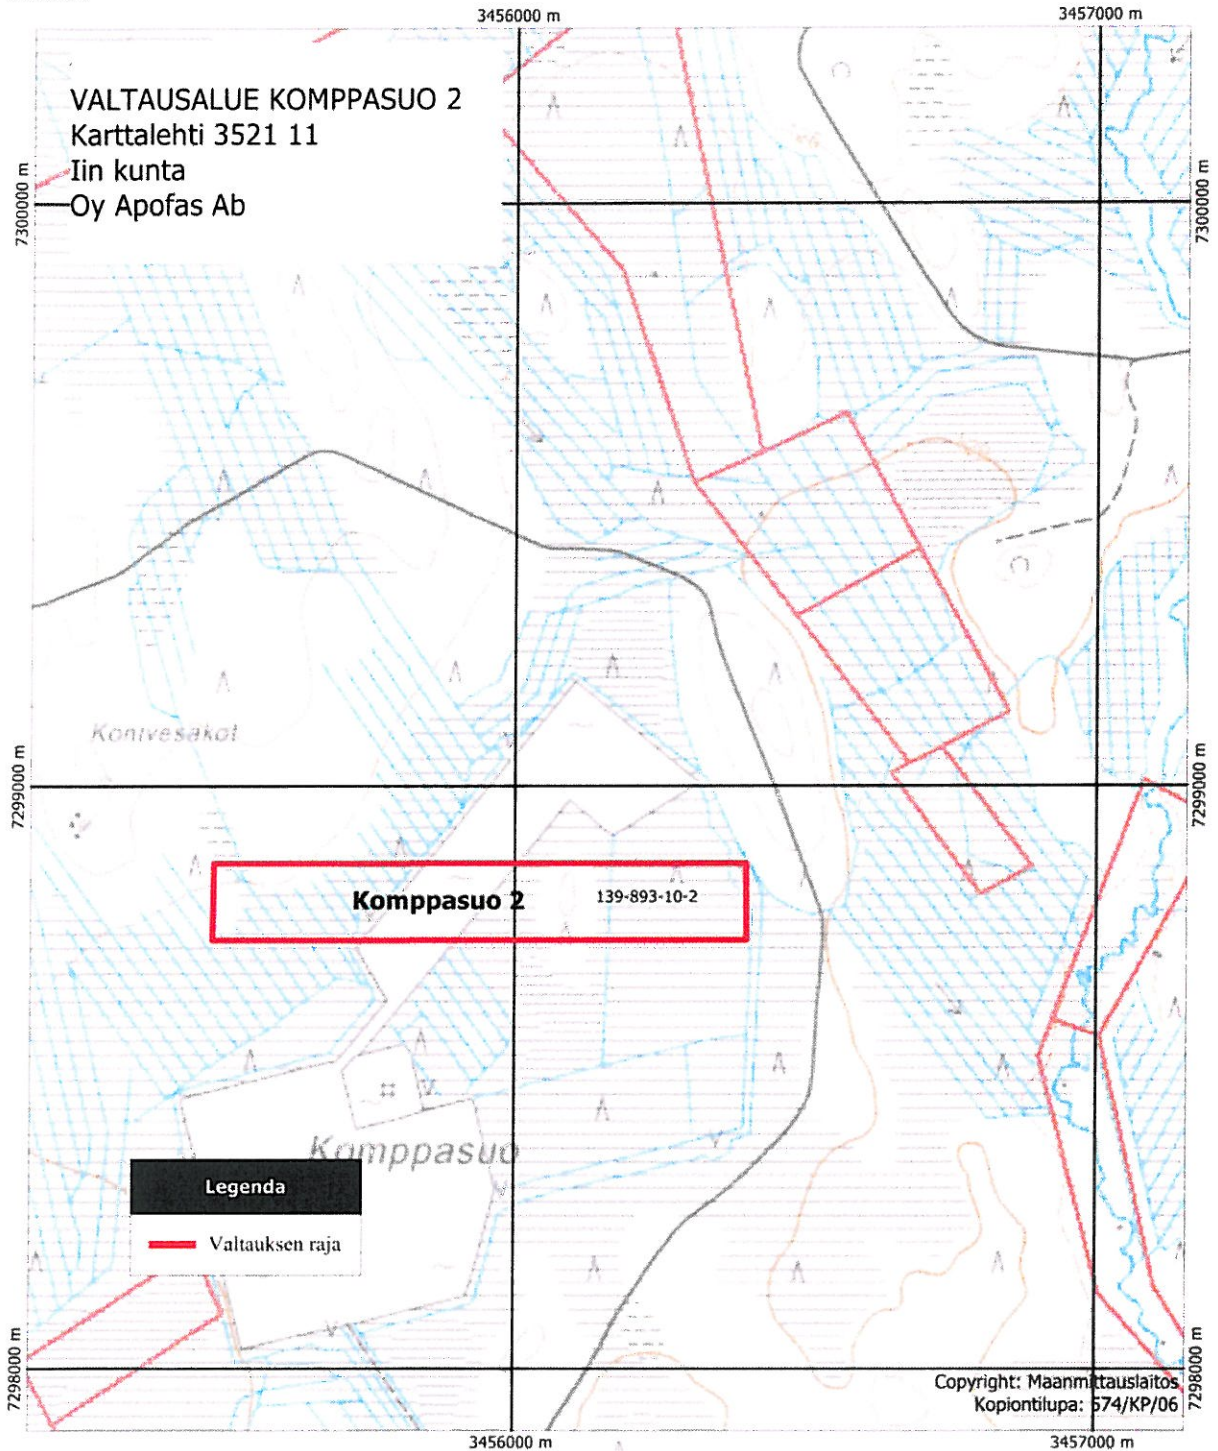 3456000 m
3457000 m
VALTAUSALUE KOMPPASUO 2
Karttalehti 3521 11
Iin kunta
Oy Apofas Ab
7300000 m
7300000 m
Konivesakot
7299000 m
7299000 m
Komppasuo 2
139-893-10-2
Komppasuo
Legenda
Valtauksen raja
7298000 m
7298000 m
Copyright: Maanmittauslaitos
Kopiontilupa: 574/KP/06
3456000 m
3457000 m